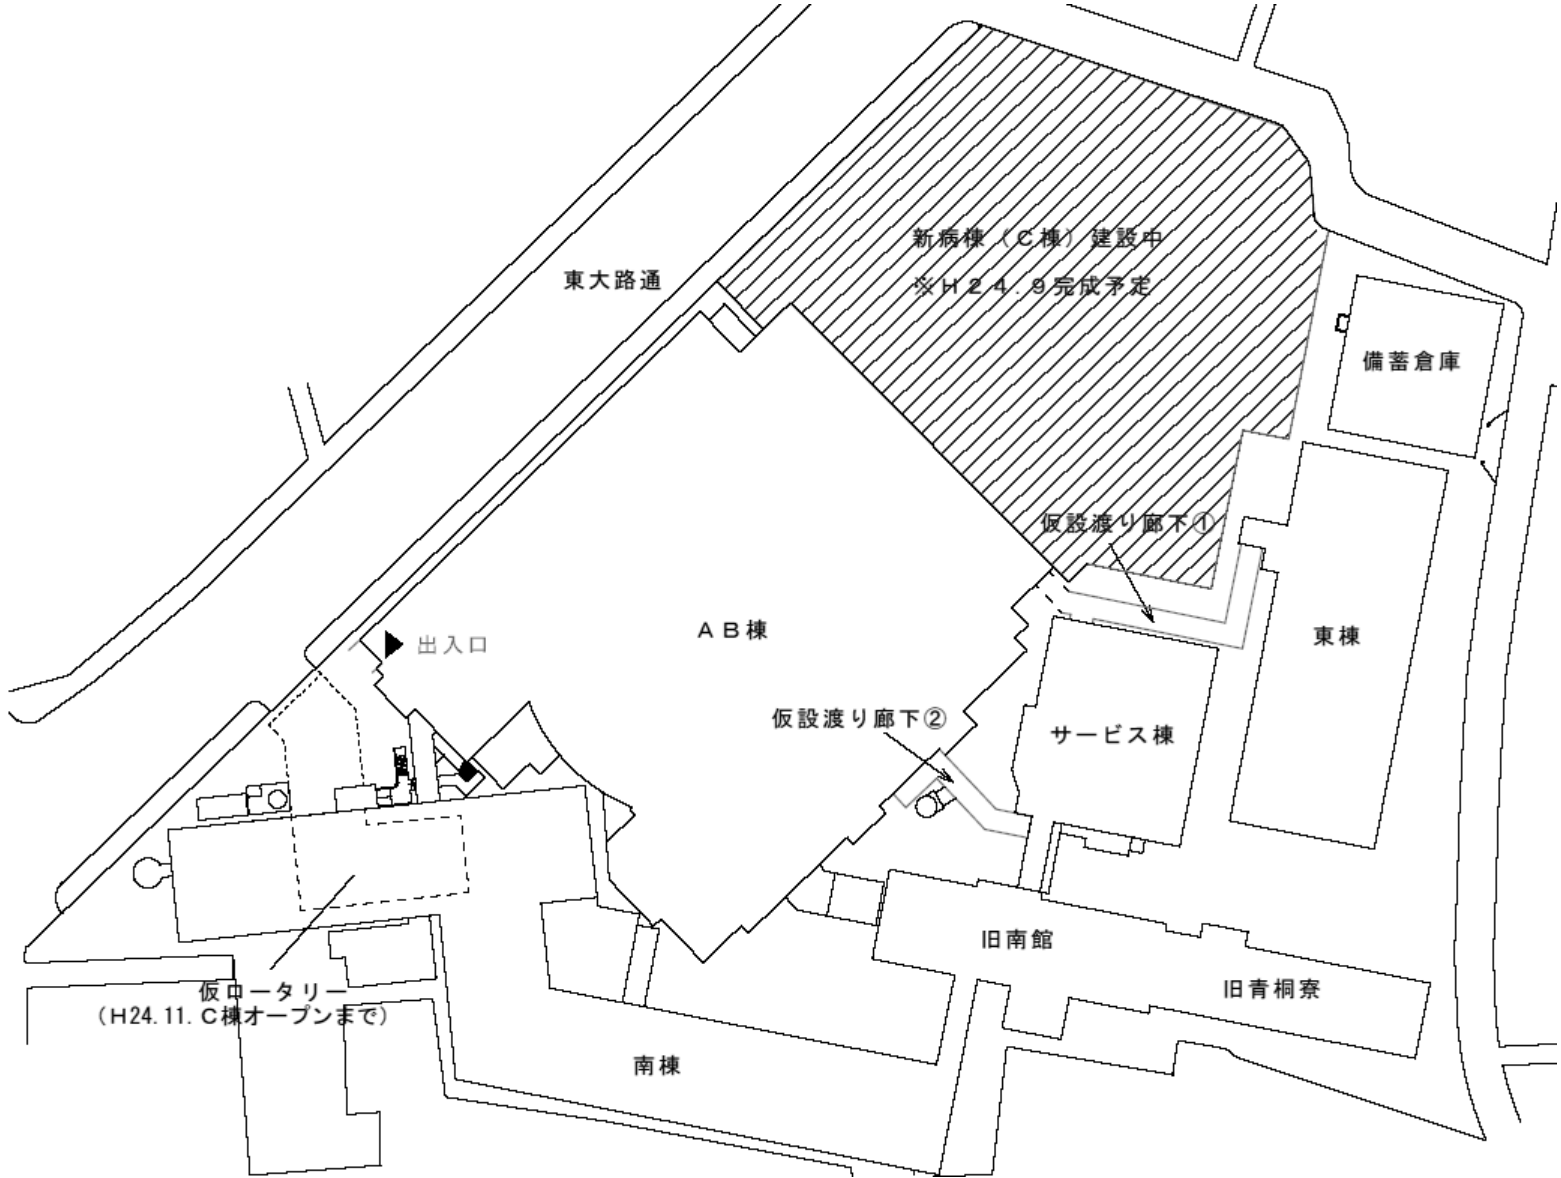 新病棟（Ｃ棟）建設中
※Ｈ２４．９完成予定
東大路通
備蓄倉庫
仮設渡り廊下①
ＡＢ棟
出入口
東棟
仮設渡り廊下②
サービス棟
旧南館
旧青桐寮
仮ロータリー
（Ｈ24.11.Ｃ棟オープンまで）
南棟